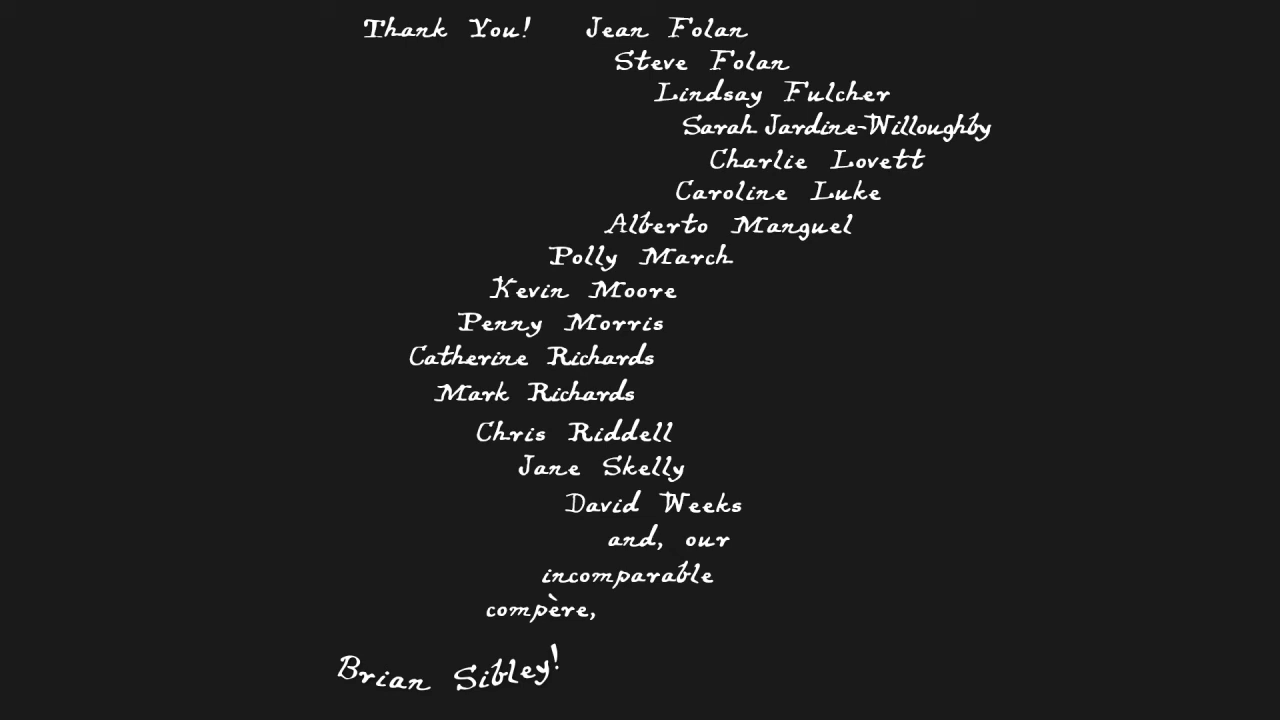 Thank You! Jean Folan
Steve Folan
Lindsay Fulcher
Sarah Jardine-Willoughby
Charlie Lovett
Caroline Luke
Alberto Manguel
Polly March
Kevin Moore
Penny Morris
Catherine Richards
Mark Richards
Chris Riddell
Jane Skelly
David Weeks
and, our
incomparable
compère,
Brian Sibley!